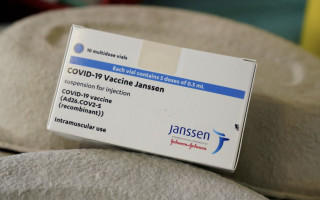 10 multidose vials
Each vial contains 5 doses of 0.5 mL
COVID-19 Vaccine Janssen
suspension for injection
COVID-19 vaccine
(Ad26.COV2-S
(recombinant))
Intramuscular use
Janssen
Johnson & Johnson